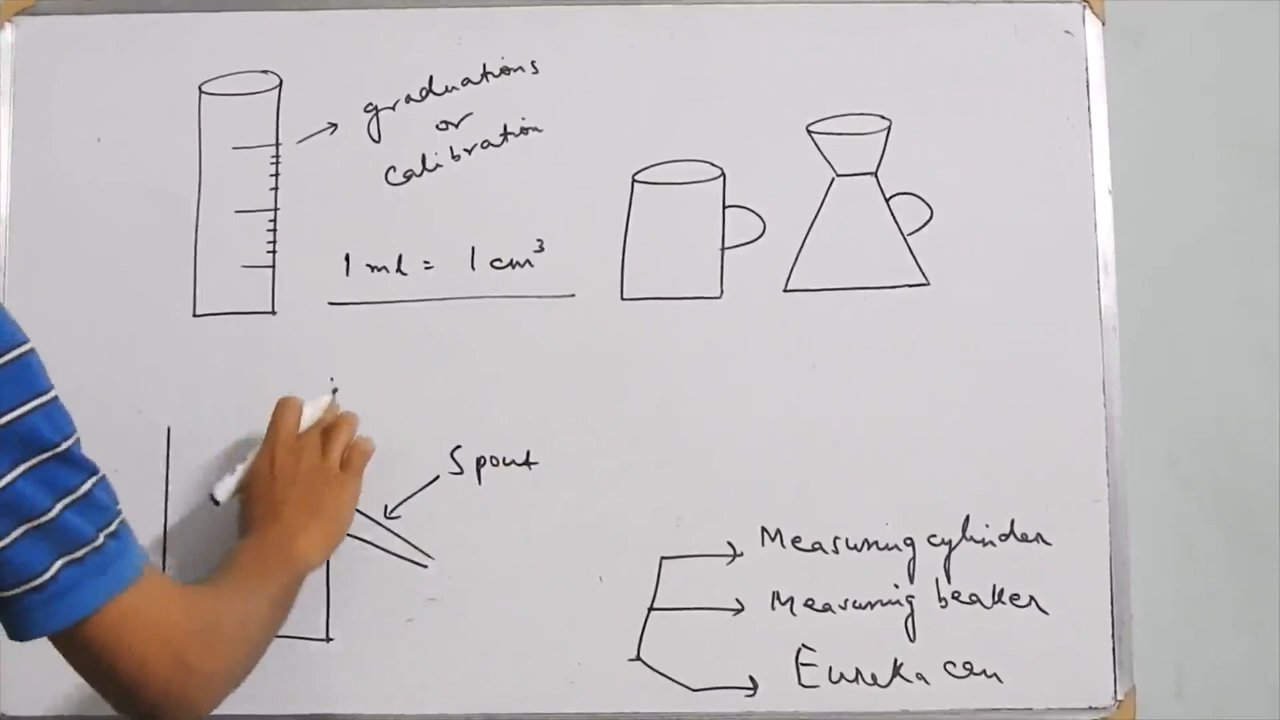 graduations
or
calibration
1 ml = 1 cm³
Spout
Measuring cylinder
Measuring beaker
Eureka can